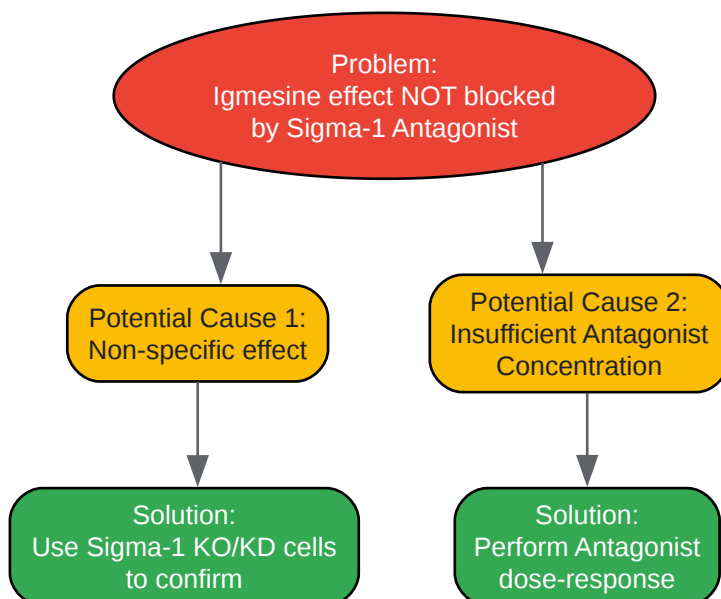 Problem:
Igmesine effect NOT blocked
by Sigma-1 Antagonist
Potential Cause 1:
Non-specific effect
Potential Cause 2:
Insufficient Antagonist
Concentration
Solution:
Use Sigma-1 KO/KD cells
to confirm
Solution:
Perform Antagonist
dose-response